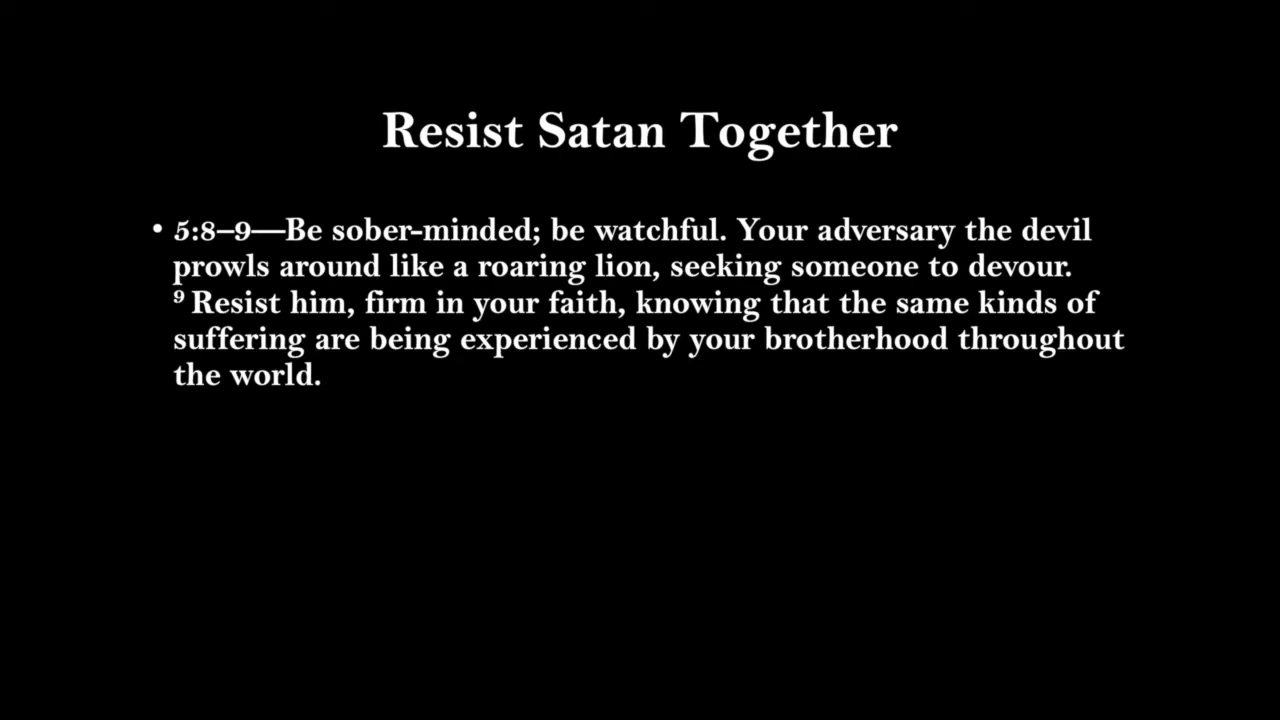 Resist Satan Together
• 5:8–9—Be sober-minded; be watchful. Your adversary the devil
prowls around like a roaring lion, seeking someone to devour.
⁹ Resist him, firm in your faith, knowing that the same kinds of
suffering are being experienced by your brotherhood throughout
the world.